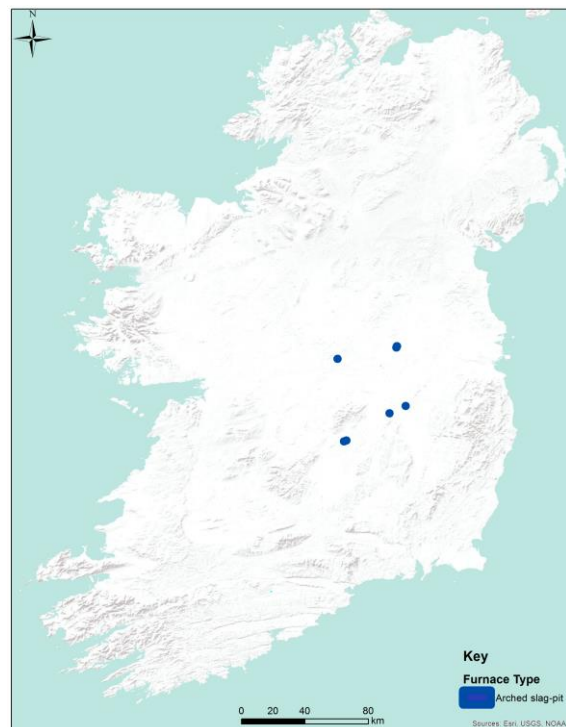 N
Key
Furnace Type
Arched slag-pit
0 20 40 80
km
Sources: Esri, USGS, NOAA